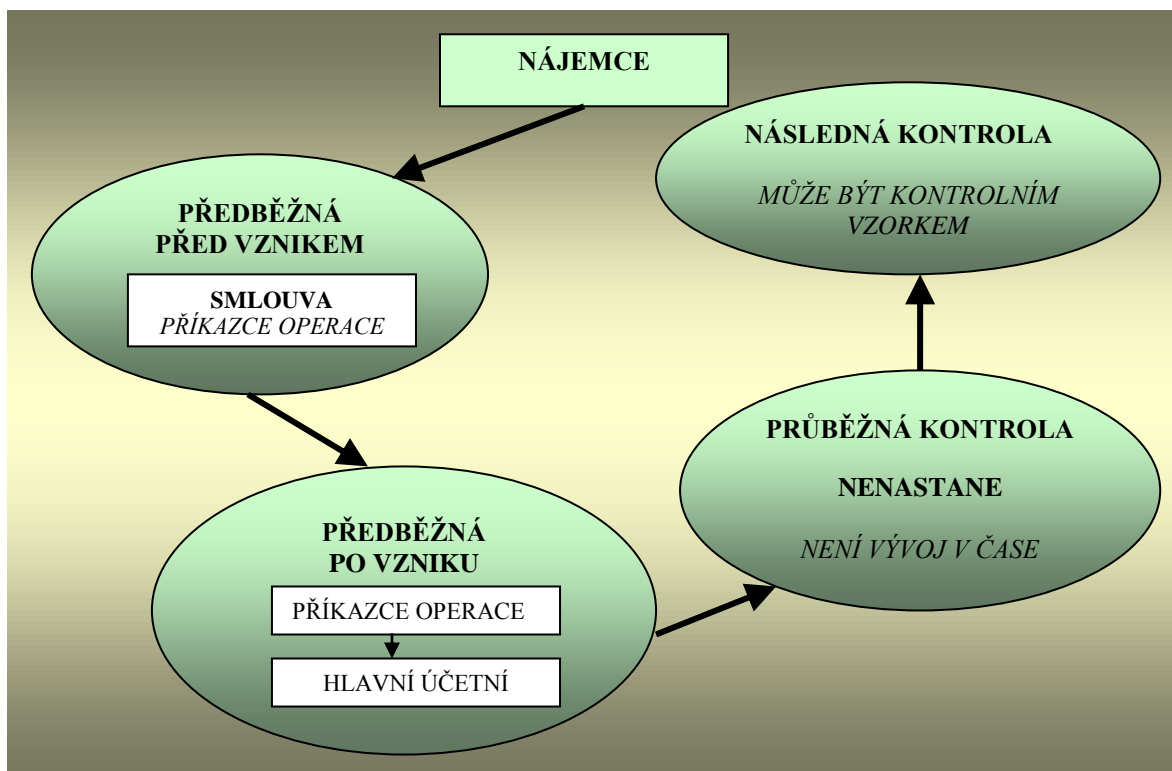 NÁJEMCE
PŘEDBĚŽNÁ
PŘED VZNIKEM
SMLOUVA
PŘÍKAZCE OPERACE
PŘEDBĚŽNÁ
PO VZNIKU
PŘÍKAZCE OPERACE
HLAVNÍ ÚČETNÍ
PRŮBĚŽNÁ KONTROLA
NENASTANE
NENÍ VÝVOJ V ČASE
NÁSLEDNÁ KONTROLA
MŮŽE BÝT KONTROLNÍM
VZORKEM